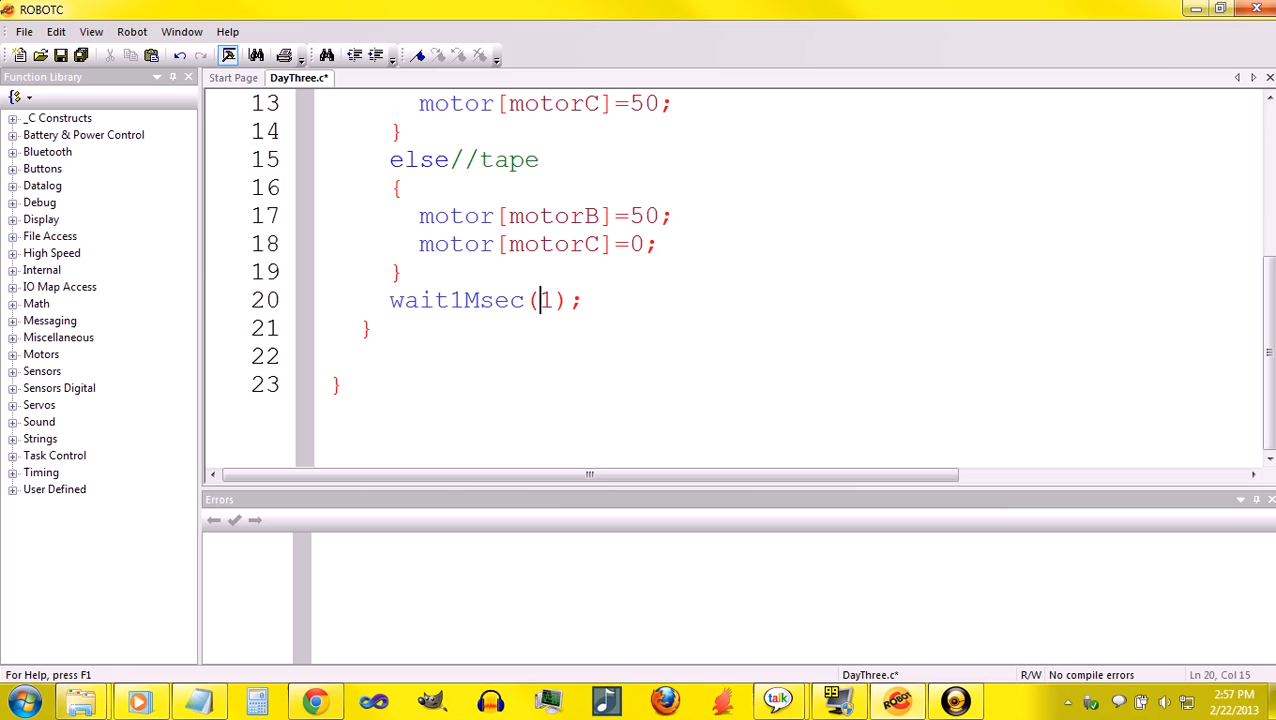 ROBOTC
File Edit View Robot Window Help
Function Library
Start Page DayThree.c*
_C Constructs
Battery & Power Control
Bluetooth
Buttons
Datalog
Debug
Display
File Access
High Speed
Internal
IO Map Access
Math
Messaging
Miscellaneous
Motors
Sensors
Sensors Digital
Servos
Sound
Strings
Task Control
Timing
User Defined
13 motor[motorC]=50;
14 }
15 else//tape
16 {
17 motor[motorB]=50;
18 motor[motorC]=0;
19 }
20 wait1Msec(1);
21 }
22
23 }
Errors
For Help, press F1 DayThree.c* R/W No compile errors Ln 20, Col 15
talk 99 ROBOT
2:57 PM
2/22/2013